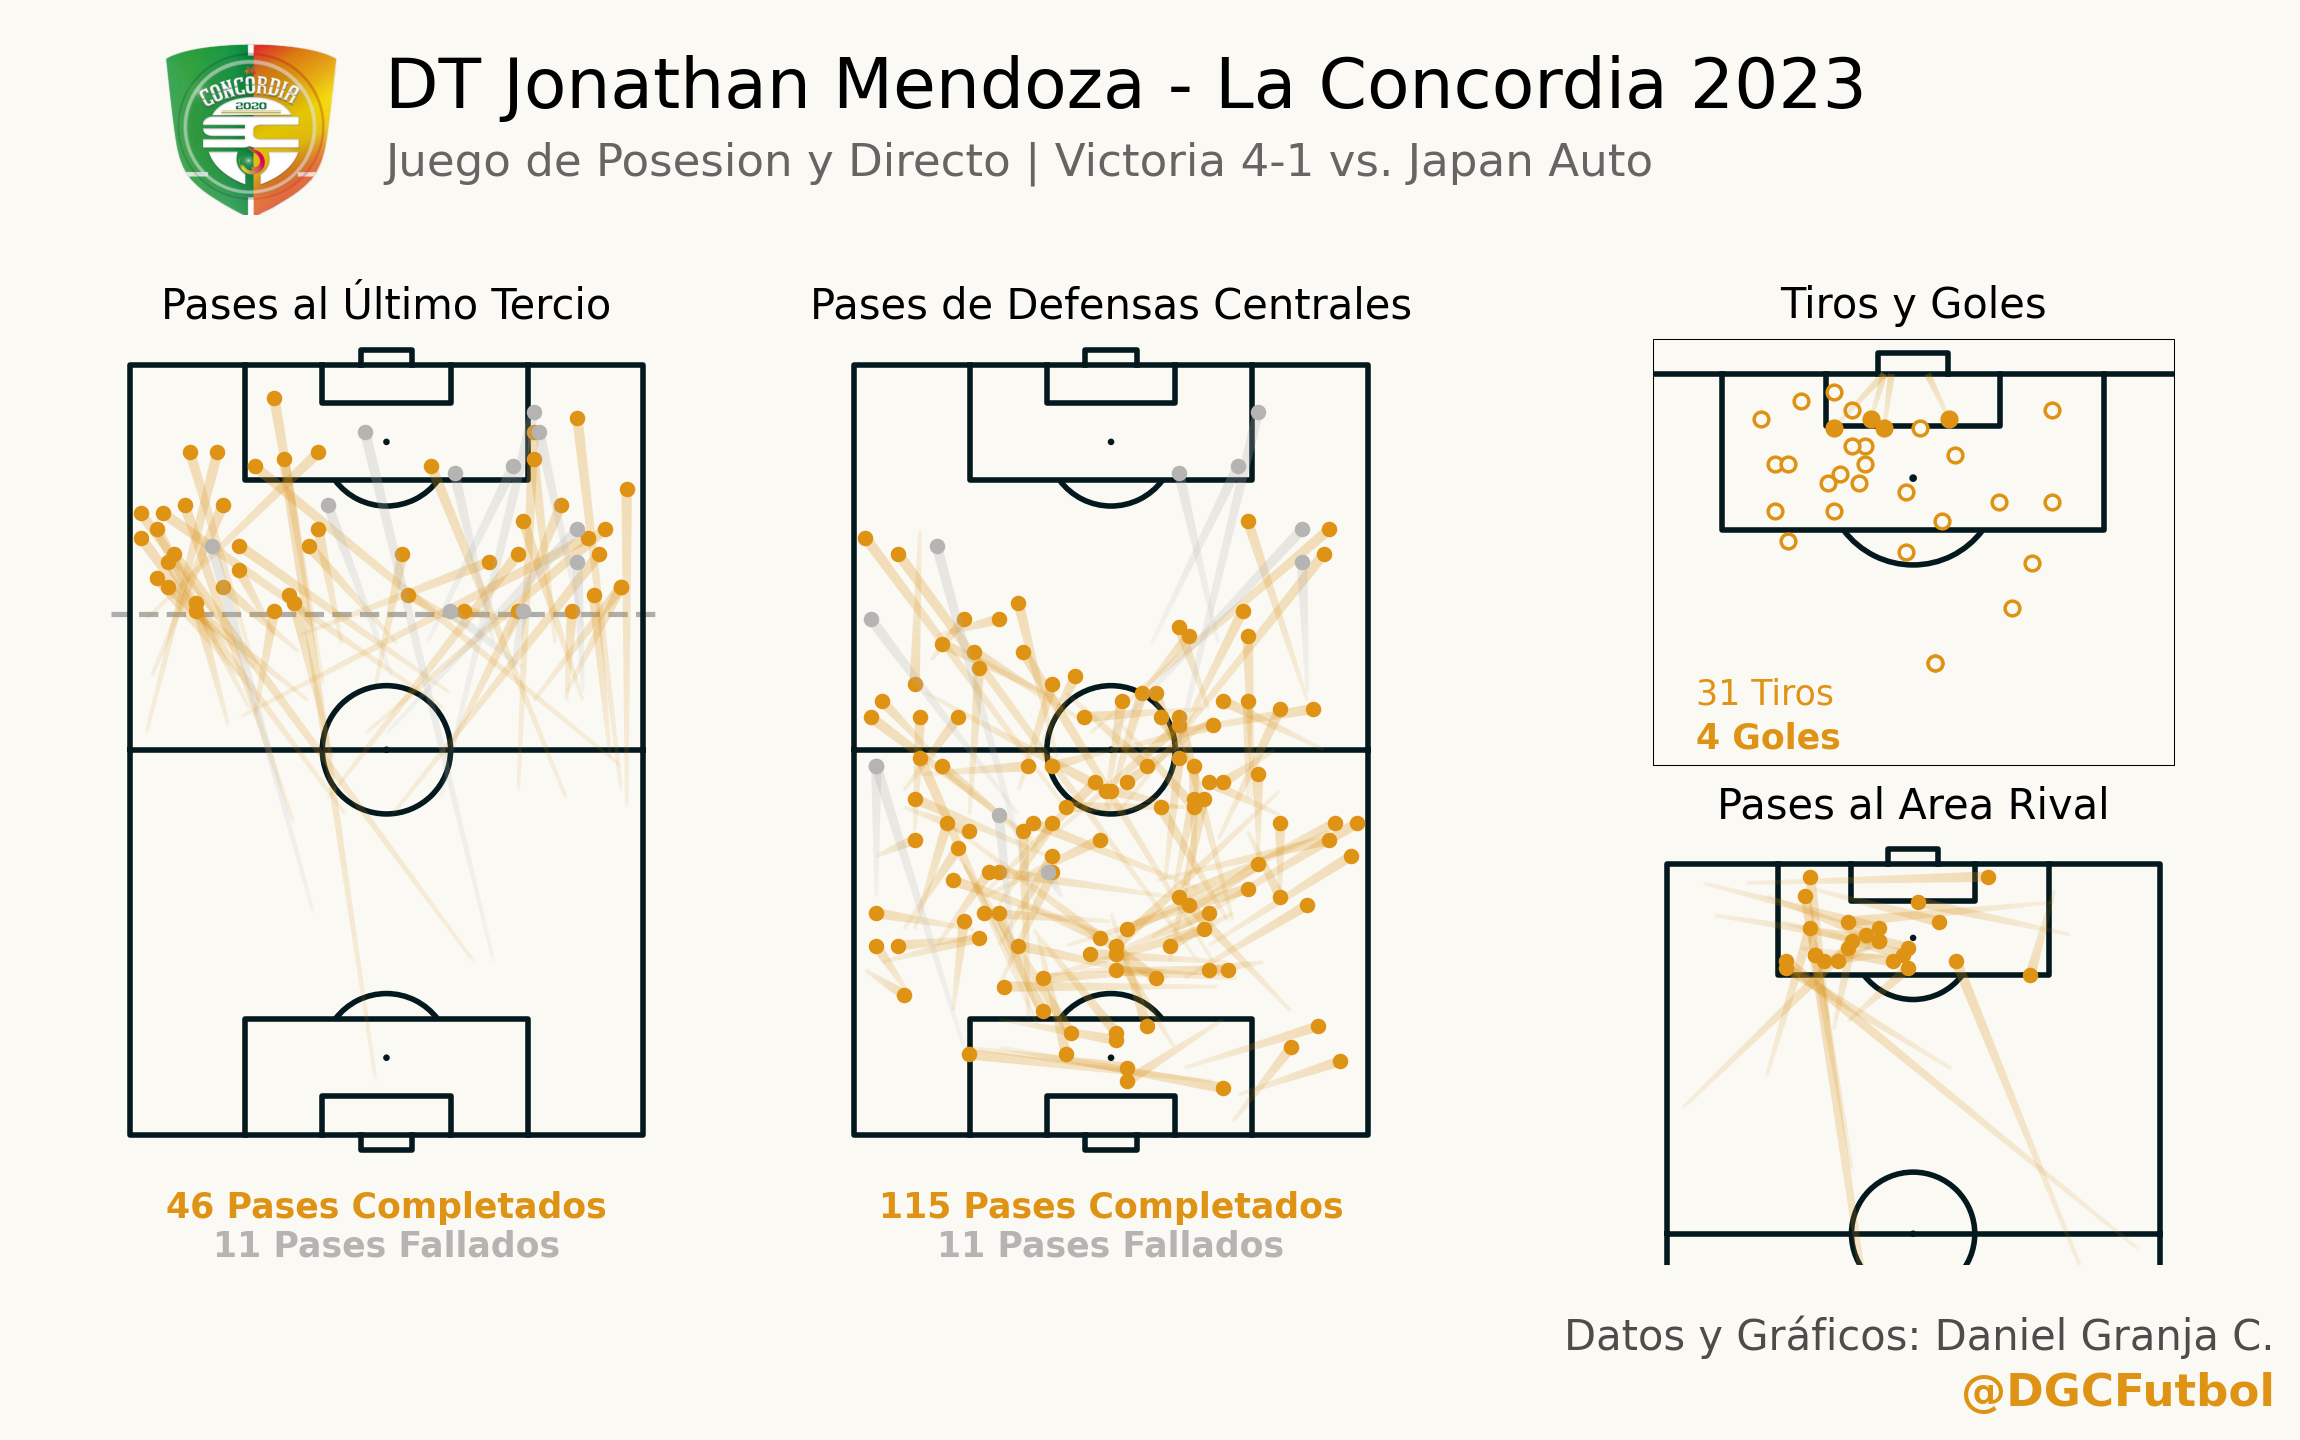 CONCORDIA
2020
DT Jonathan Mendoza - La Concordia 2023
Juego de Posesion y Directo | Victoria 4-1 vs. Japan Auto
Pases al Último Tercio
46 Pases Completados
11 Pases Fallados
Pases de Defensas Centrales
115 Pases Completados
11 Pases Fallados
Tiros y Goles
31 Tiros
4 Goles
Pases al Area Rival
Datos y Gráficos: Daniel Granja C.
@DGCFutbol